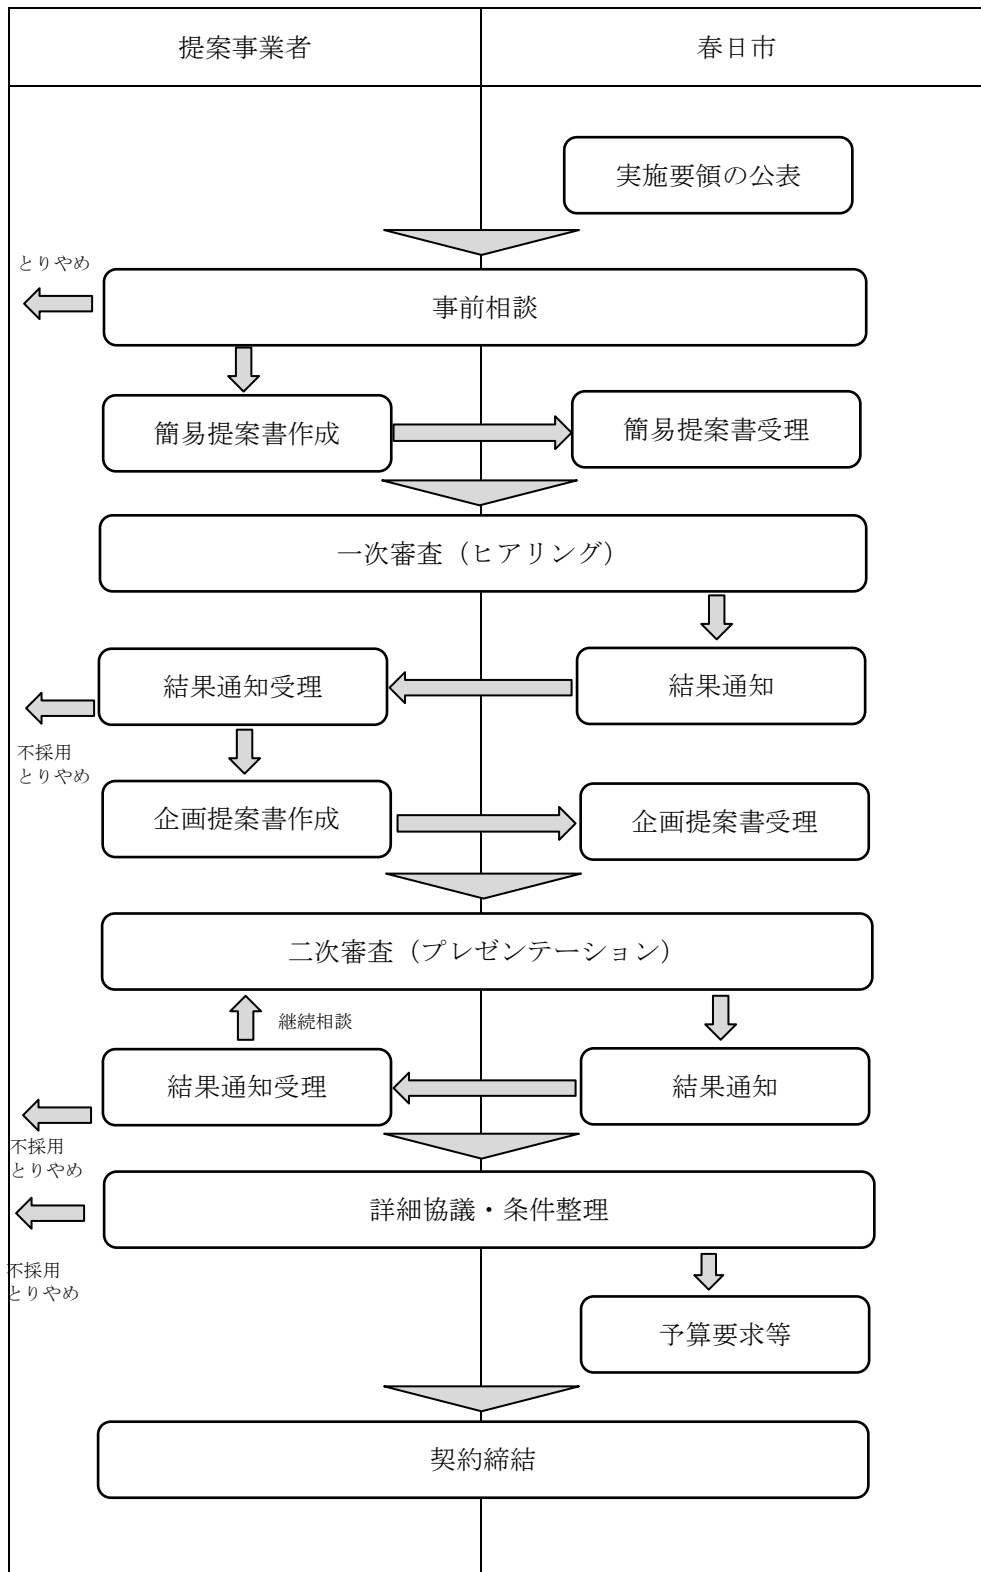 提案事業者
春日市
実施要領の公表
とりやめ
事前相談
簡易提案書作成
簡易提案書受理
一次審査（ヒアリング）
結果通知受理
結果通知
不採用
とりやめ
企画提案書作成
企画提案書受理
二次審査（プレゼンテーション）
継続相談
結果通知受理
結果通知
不採用
とりやめ
詳細協議・条件整理
不採用
とりやめ
予算要求等
契約締結